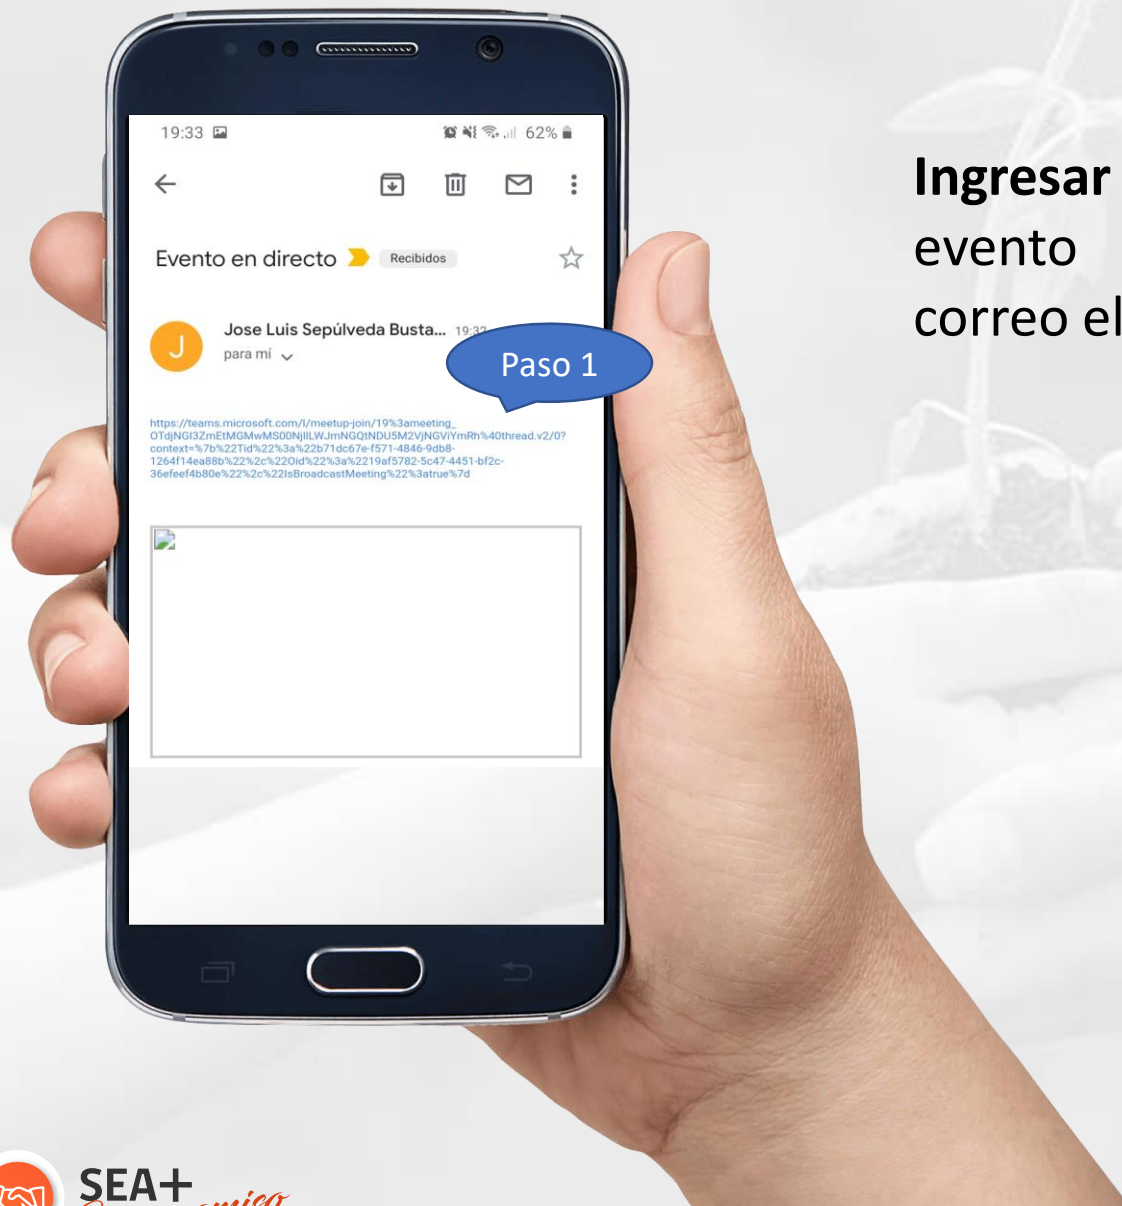 19:33 62%
Evento en directo Recibidos
J
Jose Luis Sepúlveda Busta... 19:32
para mí
Paso 1
https://teams.microsoft.com/l/meetup-join/19%3ameeting_
OTdjNGI3ZmEtMGMwMS00NjIlLWJmNGQtNDU5M2VjNGViYmRh%40thread.v2/0?
context=%7b%22Tid%22%3a%22b71dc67e-f571-4846-9db8-
1264f14ea88b%22%2c%22Oid%22%3a%2219af5782-5c47-4451-bf2c-
36efeef4b80e%22%2c%22IsBroadcastMeeting%22%3atrue%7d
Ingresar
evento
correo el
SEA+